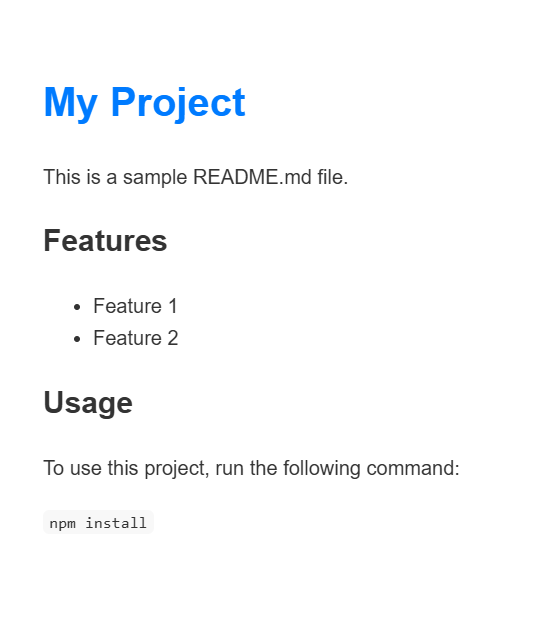 My Project
This is a sample README.md file.
Features
• Feature 1
• Feature 2
Usage
To use this project, run the following command:
npm install